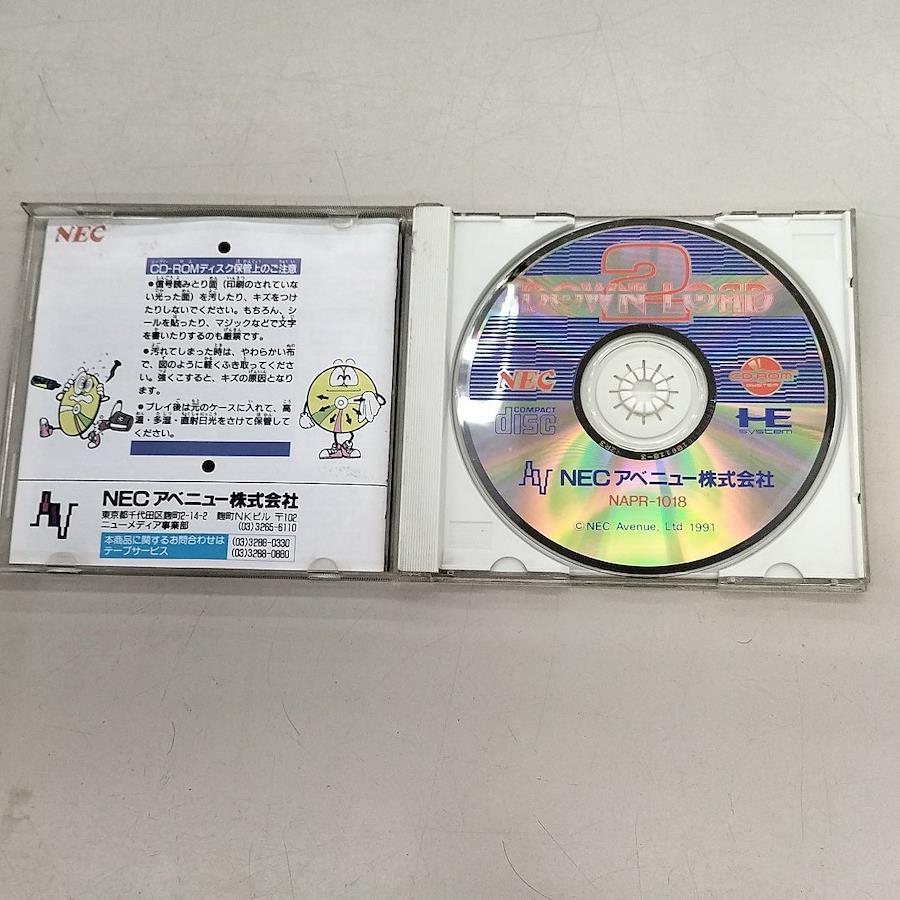 NEC
CD-ROMディスク保管上のご注意
●信号読みとり面（印刷のされていな
い光った面）を汚したり、キズをつけ
たりしないでください。もちろん、シ
ールを貼ったり、マジックなどで文字
を書いたりするのも厳禁です。
●汚れてしまった時は、やわらかい布
で、図のように軽くふき取ってくださ
い。強くこすると、キズの原因となり
ます。
●プレイ後は元のケースに入れて、高
温・多湿・直射日光をさけて保管して
ください。
NECアベニュー株式会社
東京都千代田区麹町2-14-2 麹町NKビル 〒102
ニューメディア事業部 (03)3265-6110
本商品に関するお問合わせは (03)3288-0330
テープサービス (03)3288-0880
2
DOWN LOAD
NEC
CD-ROM²
SYSTEM
COMPACT
disc
HE
system
NECアベニュー株式会社
NAPR-1018
© NEC Avenue, Ltd 1991